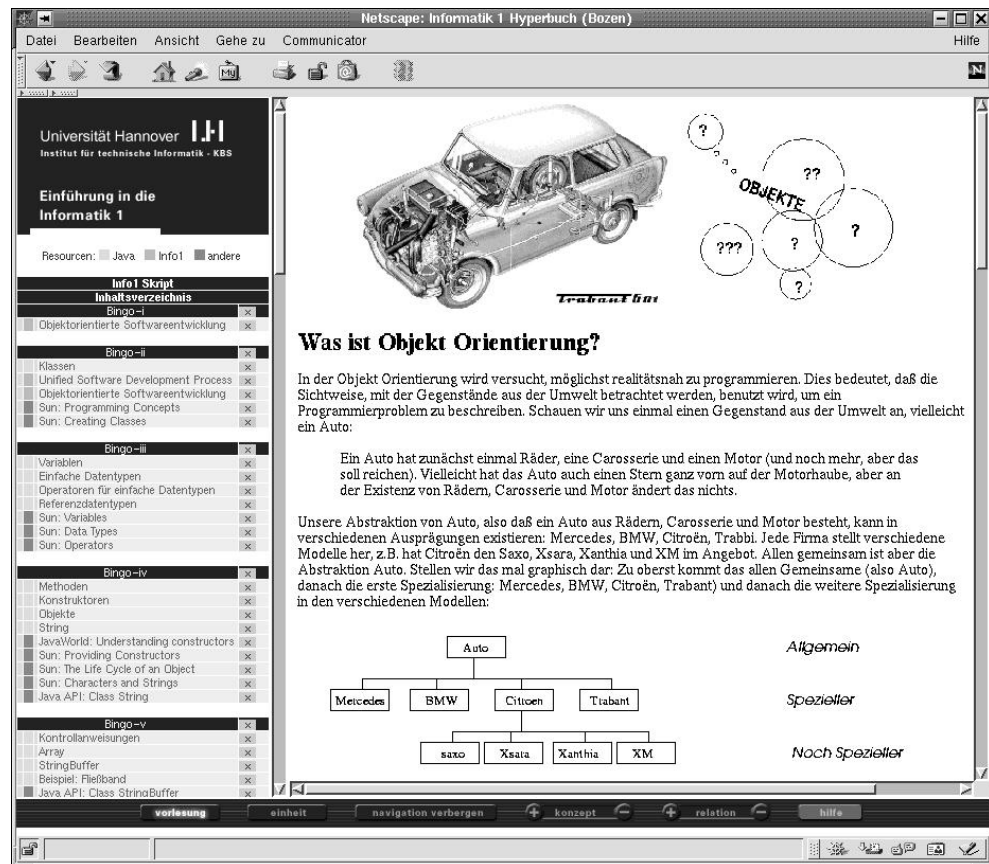 Netscape: Informatik 1 Hyperbuch (Bozen)
Datei Bearbeiten Ansicht Gehe zu Communicator Hilfe
My
N
Universität Hannover
Institut für technische Informatik - KBS
Einführung in die
Informatik 1
Resourcen: Java Info1 andere
Info1 Skript
Inhaltsverzeichnis
Bingo-i
Objektorientierte Softwareentwicklung
Bingo-ii
Klassen
Unified Software Development Process
Objektorientierte Softwareentwicklung
Sun: Programming Concepts
Sun: Creating Classes
Bingo-iii
Variablen
Einfache Datentypen
Operatoren für einfache Datentypen
Referenzdatentypen
Sun: Variables
Sun: Data Types
Sun: Operators
Bingo-iv
Methoden
Konstruktoren
Objekte
String
JavaWorld: Understanding constructors
Sun: Providing Constructors
Sun: The Life Cycle of an Object
Sun: Characters and Strings
Java API: Class String
Bingo-v
Kontrollanweisungen
Array
StringBuffer
Beispiel: Fließband
Java API: Class StringBuffer
Trabant 601
?
??
OBJEKTE
???
?
?
?
Was ist Objekt Orientierung?
In der Objekt Orientierung wird versucht, möglichst realitätsnah zu programmieren. Dies bedeutet, daß die
Sichtweise, mit der Gegenstände aus der Umwelt betrachtet werden, benutzt wird, um ein
Programmierproblem zu beschreiben. Schauen wir uns einmal einen Gegenstand aus der Umwelt an, vielleicht
ein Auto:
Ein Auto hat zunächst einmal Räder, eine Carosserie und einen Motor (und noch mehr, aber das
soll reichen). Vielleicht hat das Auto auch einen Stern ganz vorn auf der Motorhaube, aber an
der Existenz von Rädern, Carosserie und Motor ändert das nichts.
Unsere Abstraktion von Auto, also daß ein Auto aus Rädern, Carosserie und Motor besteht, kann in
verschiedenen Ausprägungen existieren: Mercedes, BMW, Citroën, Trabbi. Jede Firma stellt verschiedene
Modelle her, z.B. hat Citroën den Saxo, Xsara, Xanthia und XM im Angebot. Allen gemeinsam ist aber die
Abstraktion Auto. Stellen wir das mal graphisch dar: Zu oberst kommt das allen Gemeinsame (also Auto),
danach die erste Spezialisierung: Mercedes, BMW, Citroën, Trabant) und danach die weitere Spezialisierung
in den verschiedenen Modellen:
Auto Allgemein
Mercedes BMW Citroen Trabant Spezieller
saxo Xsara Xanthia XM Noch Spezieller
vorlesung einheit navigation verbergen + konzept - + relation - hilfe